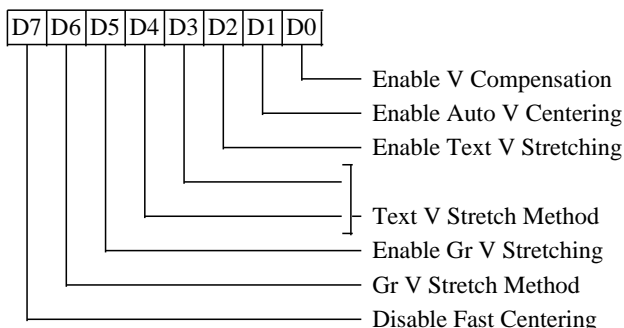 D7 D6 D5 D4 D3 D2 D1 D0
Enable V Compensation
Enable Auto V Centering
Enable Text V Stretching
Text V Stretch Method
Enable Gr V Stretching
Gr V Stretch Method
Disable Fast Centering